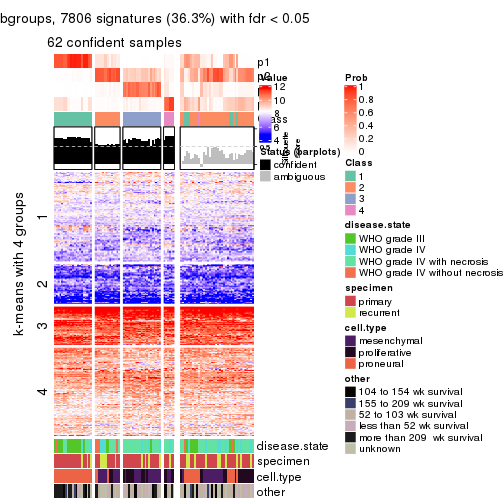 bgroups, 7806 signatures (36.3%) with fdr < 0.05
62 confident samples
p1
Value
12
10
8
6
4
Status (barplots)
confident
ambiguous
Silhouette
score
Prob
1
0.8
0.6
0.4
0.2
0
Class
1
2
3
4
disease.state
WHO grade III
WHO grade IV
WHO grade IV with necrosis
WHO grade IV without necrosis
specimen
primary
recurrent
cell.type
mesenchymal
proliferative
proneural
other
104 to 154 wk survival
155 to 209 wk survival
52 to 103 wk survival
less than 52 wk survival
more than 209  wk survival
unknown
k-means with 4 groups
1
2
3
4
disease.state
specimen
cell.type
other